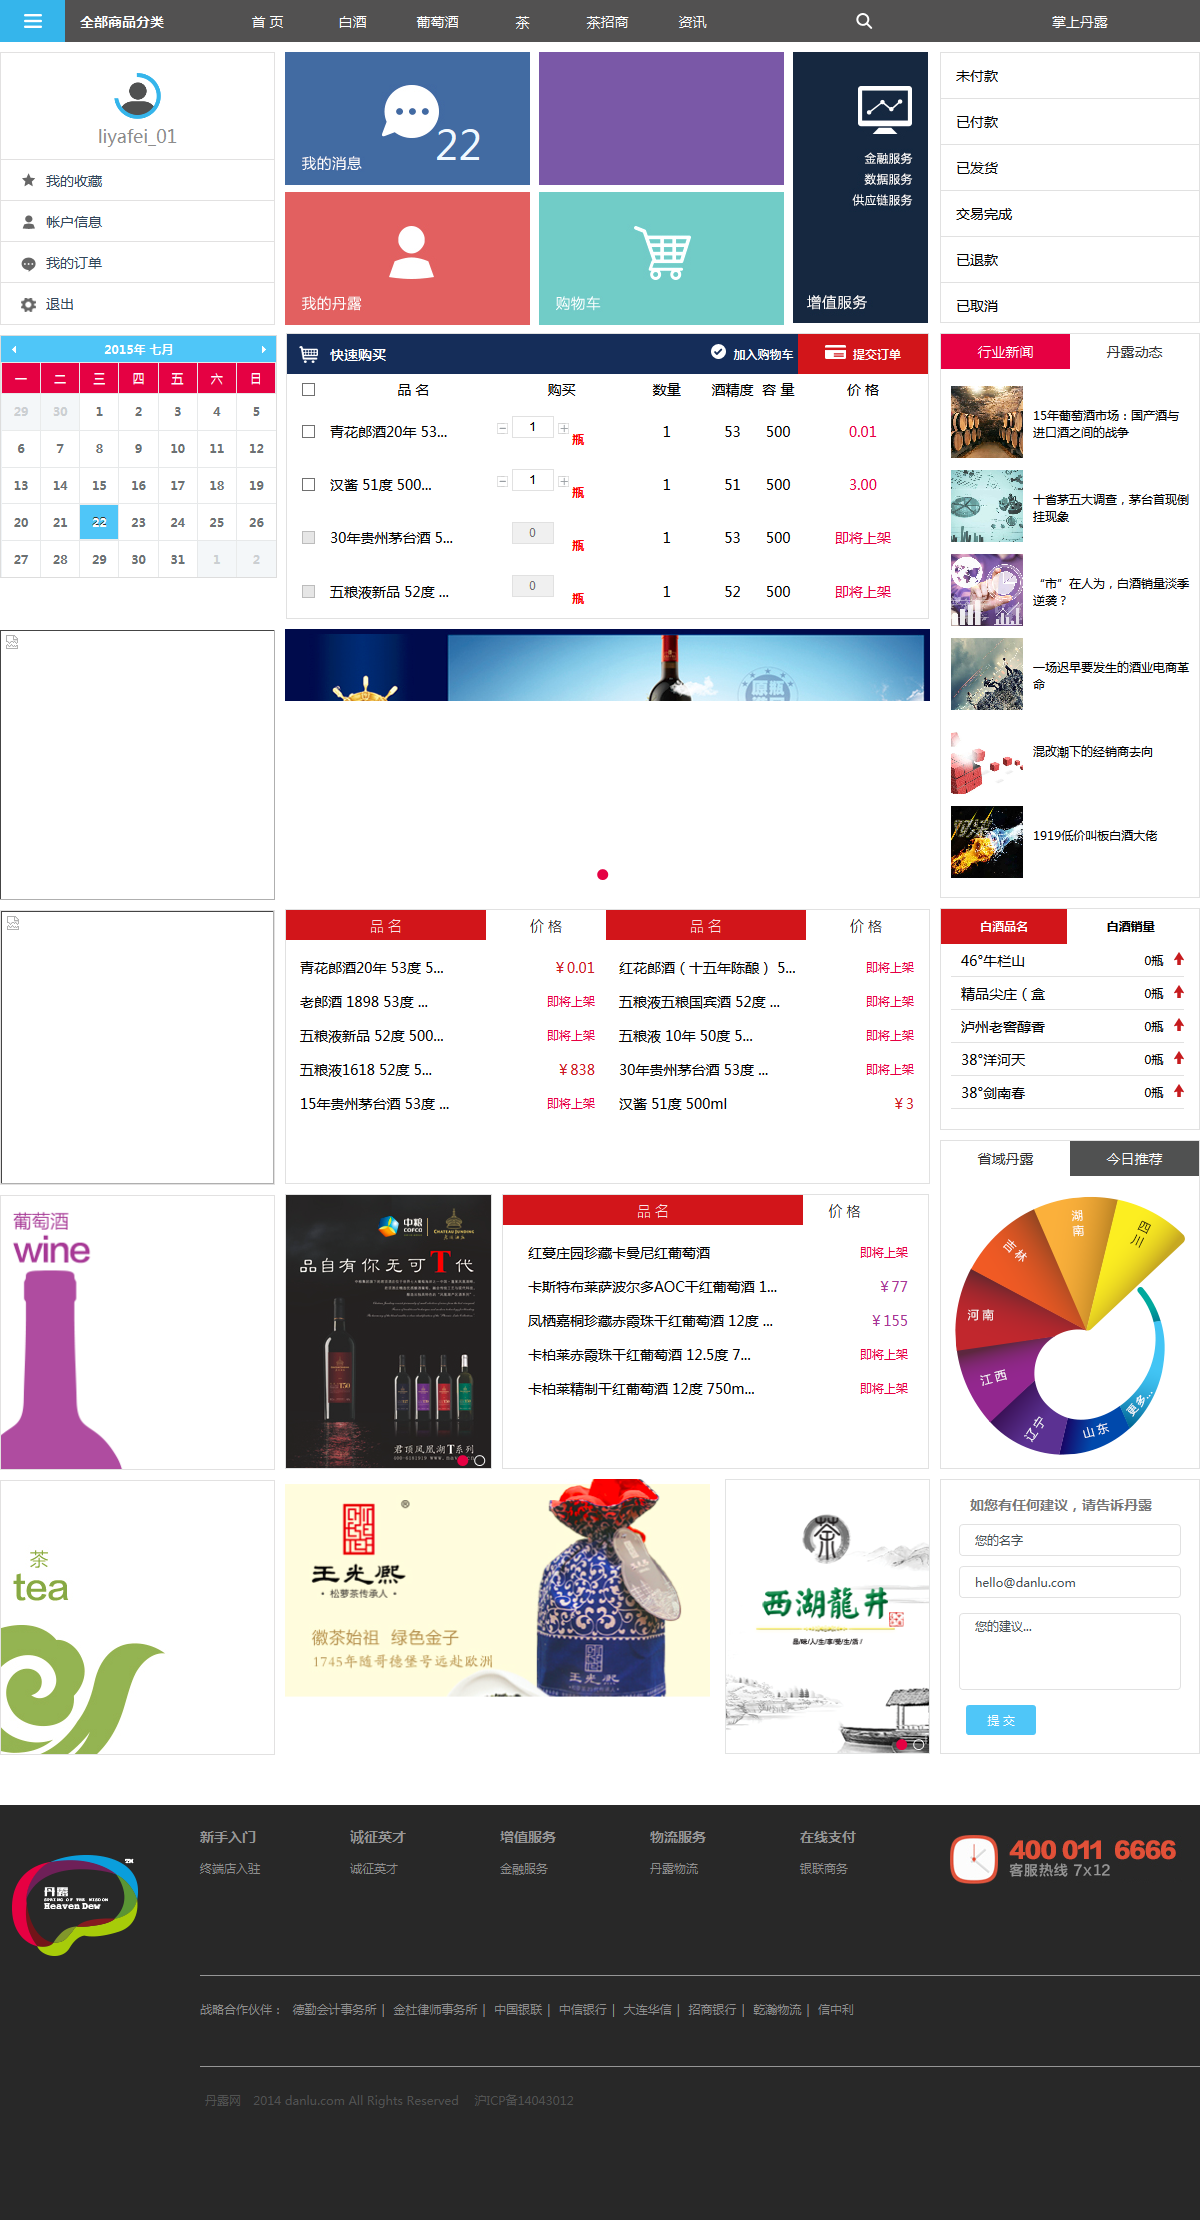 全部商品分类 首 页 白酒 葡萄酒 茶 茶招商 资讯 掌上丹露
liyafei_01
我的收藏
帐户信息
我的订单
退出
我的消息 22
我的丹露
购物车
金融服务
数据服务
供应链服务
增值服务
未付款
已付款
已发货
交易完成
已退款
已取消
2015年 七月
一 二 三 四 五 六 日
29 30 1 2 3 4 5
6 7 8 9 10 11 12
13 14 15 16 17 18 19
20 21 22 23 24 25 26
27 28 29 30 31 1 2
快速购买 加入购物车 提交订单
品 名 购买 数量 酒精度 容 量 价 格
青花郎酒20年 53... 1 瓶 1 53 500 0.01
汉酱 51度 500... 1 瓶 1 51 500 3.00
30年贵州茅台酒 5... 0 瓶 1 53 500 即将上架
五粮液新品 52度 ... 0 瓶 1 52 500 即将上架
行业新闻 丹露动态
15年葡萄酒市场：国产酒与
进口酒之间的战争
十省茅五大调查，茅台首现倒
挂现象
“市”在人为，白酒销量淡季
逆袭？
一场迟早要发生的酒业电商革
命
混改潮下的经销商去向
1919低价叫板白酒大佬
原瓶
品 名 价 格 品 名 价 格
青花郎酒20年 53度 5... ￥0.01 红花郎酒（十五年陈酿） 5... 即将上架
老郎酒 1898 53度 ... 即将上架 五粮液五粮国宾酒 52度 ... 即将上架
五粮液新品 52度 500... 即将上架 五粮液 10年 50度 5... 即将上架
五粮液1618 52度 5... ￥838 30年贵州茅台酒 53度 ... 即将上架
15年贵州茅台酒 53度 ... 即将上架 汉酱 51度 500ml ￥3
白酒品名 白酒销量
46°牛栏山 0瓶
精品尖庄（盒 0瓶
泸州老窖醇香 0瓶
38°洋河天 0瓶
38°剑南春 0瓶
省域丹露 今日推荐
四川
湖南
吉林
河南
江西
辽宁
山东
更多...
葡萄酒
wine
中粮
COFCO
CHATEAU JUNDING
品自有你无可T代
君顶凤凰湖T系列
品 名 价 格
红蔓庄园珍藏卡曼尼红葡萄酒 即将上架
卡斯特布莱萨波尔多AOC干红葡萄酒 1... ￥77
凤栖嘉桐珍藏赤霞珠干红葡萄酒 12度 ... ￥155
卡柏莱赤霞珠干红葡萄酒 12.5度 7... 即将上架
卡柏莱精制干红葡萄酒 12度 750m... 即将上架
茶
tea
®
王光熙
• 松萝茶传承人 •
徽茶始祖 绿色金子
1745年随哥德堡号远赴欧洲
王光熙
茶
西湖龍井
品/味/人/生/享/受/生/活！
如您有任何建议，请告诉丹露
您的名字
hello@danlu.com
您的建议...
提 交
新手入门 诚征英才 增值服务 物流服务 在线支付
终端店入驻 诚征英才 金融服务 丹露物流 银联商务
400 011 6666
客服热线 7x12
TM
丹露
SPRING OF THE WISDOM
Heaven Dew
战略合作伙伴： 德勤会计事务所 | 金杜律师事务所 | 中国银联 | 中信银行 | 大连华信 | 招商银行 | 乾瀚物流 | 信中利
丹露网 2014 danlu.com All Rights Reserved 沪ICP备14043012